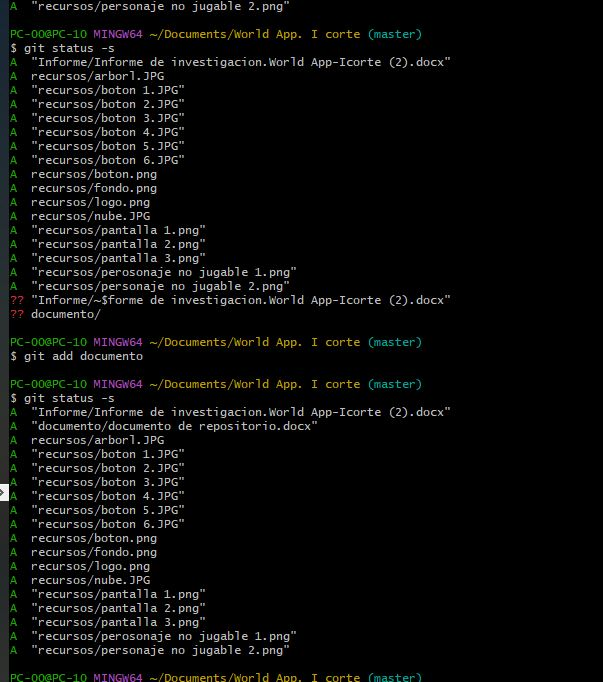 A  "recursos/personaje no jugable 2.png"
PC-OO@PC-10 MINGW64 ~/Documents/World App. I corte (master)
$ git status -s
A  "Informe/Informe de investigacion.World App-Icorte (2).docx"
A  recursos/arborl.JPG
A  "recursos/boton 1.JPG"
A  "recursos/boton 2.JPG"
A  "recursos/boton 3.JPG"
A  "recursos/boton 4.JPG"
A  "recursos/boton 5.JPG"
A  "recursos/boton 6.JPG"
A  recursos/boton.png
A  recursos/fondo.png
A  recursos/logo.png
A  recursos/nube.JPG
A  "recursos/pantalla 1.png"
A  "recursos/pantalla 2.png"
A  "recursos/pantalla 3.png"
A  "recursos/perosonaje no jugable 1.png"
A  "recursos/personaje no jugable 2.png"
?? "Informe/~$forme de investigacion.World App-Icorte (2).docx"
?? documento/
PC-OO@PC-10 MINGW64 ~/Documents/World App. I corte (master)
$ git add documento
PC-OO@PC-10 MINGW64 ~/Documents/World App. I corte (master)
$ git status -s
A  "Informe/Informe de investigacion.World App-Icorte (2).docx"
A  "documento/documento de repositorio.docx"
A  recursos/arborl.JPG
A  "recursos/boton 1.JPG"
A  "recursos/boton 2.JPG"
A  "recursos/boton 3.JPG"
A  "recursos/boton 4.JPG"
A  "recursos/boton 5.JPG"
A  "recursos/boton 6.JPG"
A  recursos/boton.png
A  recursos/fondo.png
A  recursos/logo.png
A  recursos/nube.JPG
A  "recursos/pantalla 1.png"
A  "recursos/pantalla 2.png"
A  "recursos/pantalla 3.png"
A  "recursos/perosonaje no jugable 1.png"
A  "recursos/personaje no jugable 2.png"
PC-OO@PC-10 MINGW64 ~/Documents/World App. I corte (master)